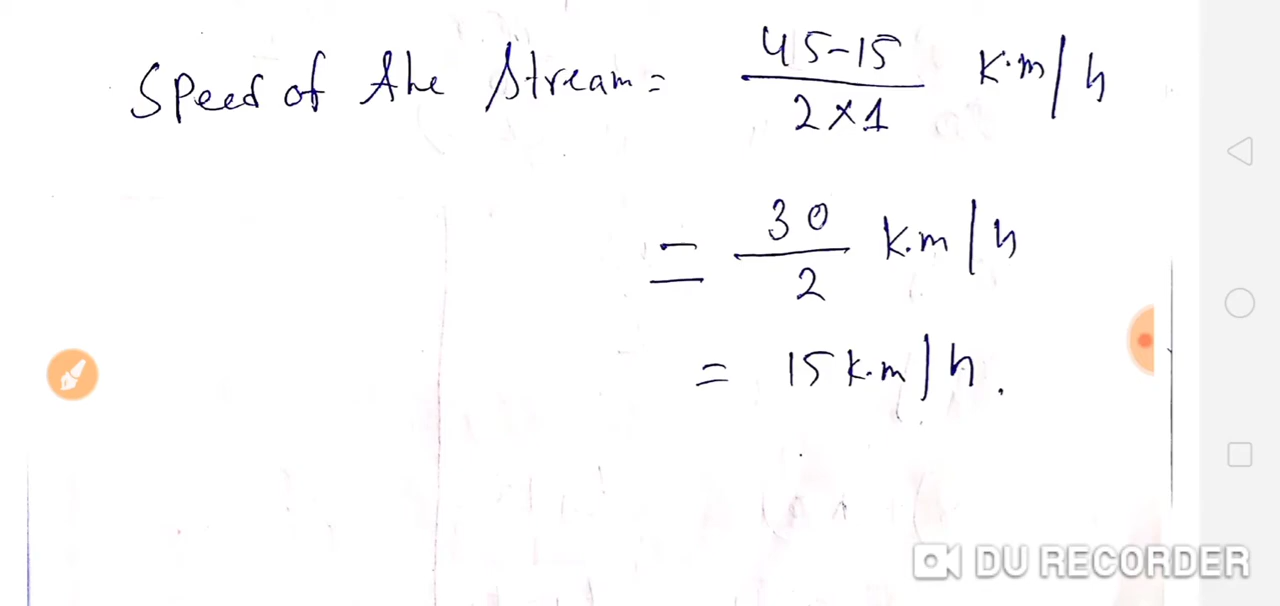 Speed of the Stream = 45-15 / 2×1 k.m/h
= 30 / 2 k.m/h
= 15 k.m/h.
DU RECORDER